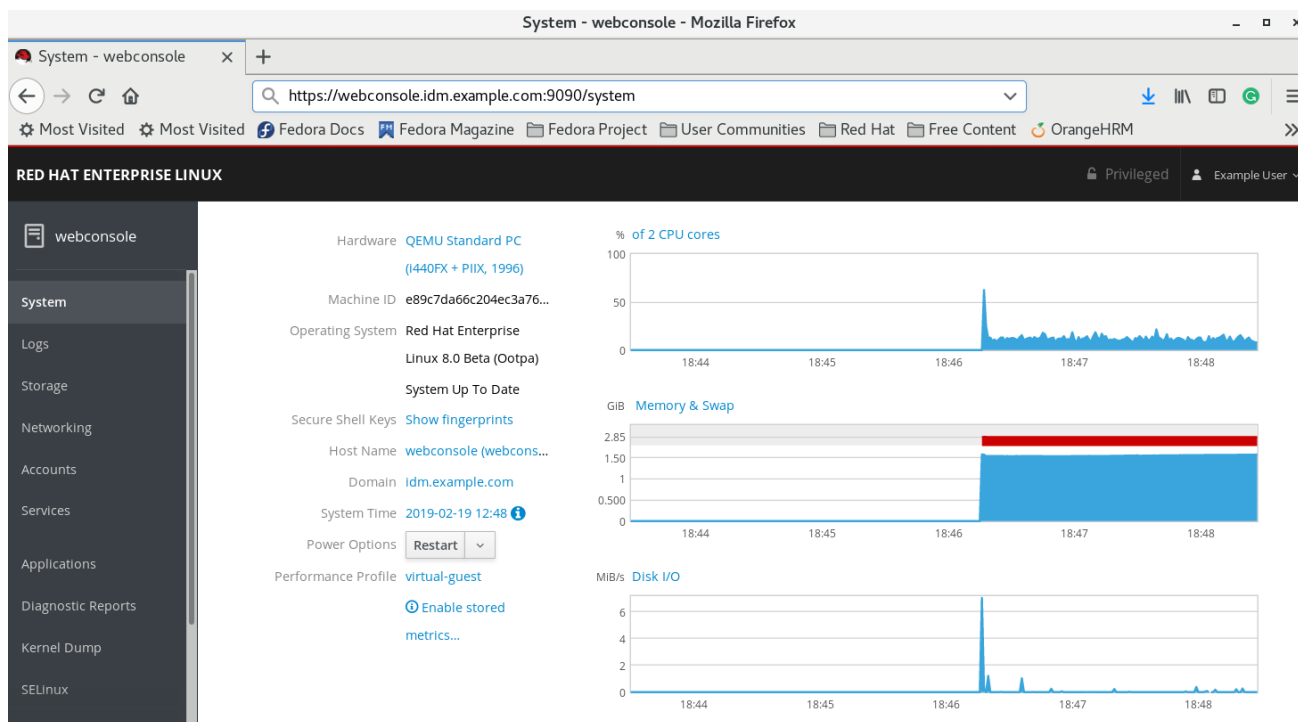 System - webconsole - Mozilla Firefox
System - webconsole
https://webconsole.idm.example.com:9090/system
Most Visited Most Visited Fedora Docs Fedora Magazine Fedora Project User Communities Red Hat Free Content OrangeHRM
RED HAT ENTERPRISE LINUX
Privileged Example User
webconsole
System
Logs
Storage
Networking
Accounts
Services
Applications
Diagnostic Reports
Kernel Dump
SELinux
Hardware QEMU Standard PC
(i440FX + PIIX, 1996)
Machine ID e89c7da66c204ec3a76...
Operating System Red Hat Enterprise
Linux 8.0 Beta (Ootpa)
System Up To Date
Secure Shell Keys Show fingerprints
Host Name webconsole (webcons...
Domain idm.example.com
System Time 2019-02-19 12:48
Power Options Restart
Performance Profile virtual-guest
Enable stored
metrics...
% of 2 CPU cores
100
50
0
18:44 18:45 18:46 18:47 18:48
GiB Memory & Swap
2.85
1.50
1
0.500
0
18:44 18:45 18:46 18:47 18:48
MiB/s Disk I/O
6
4
2
0
18:44 18:45 18:46 18:47 18:48